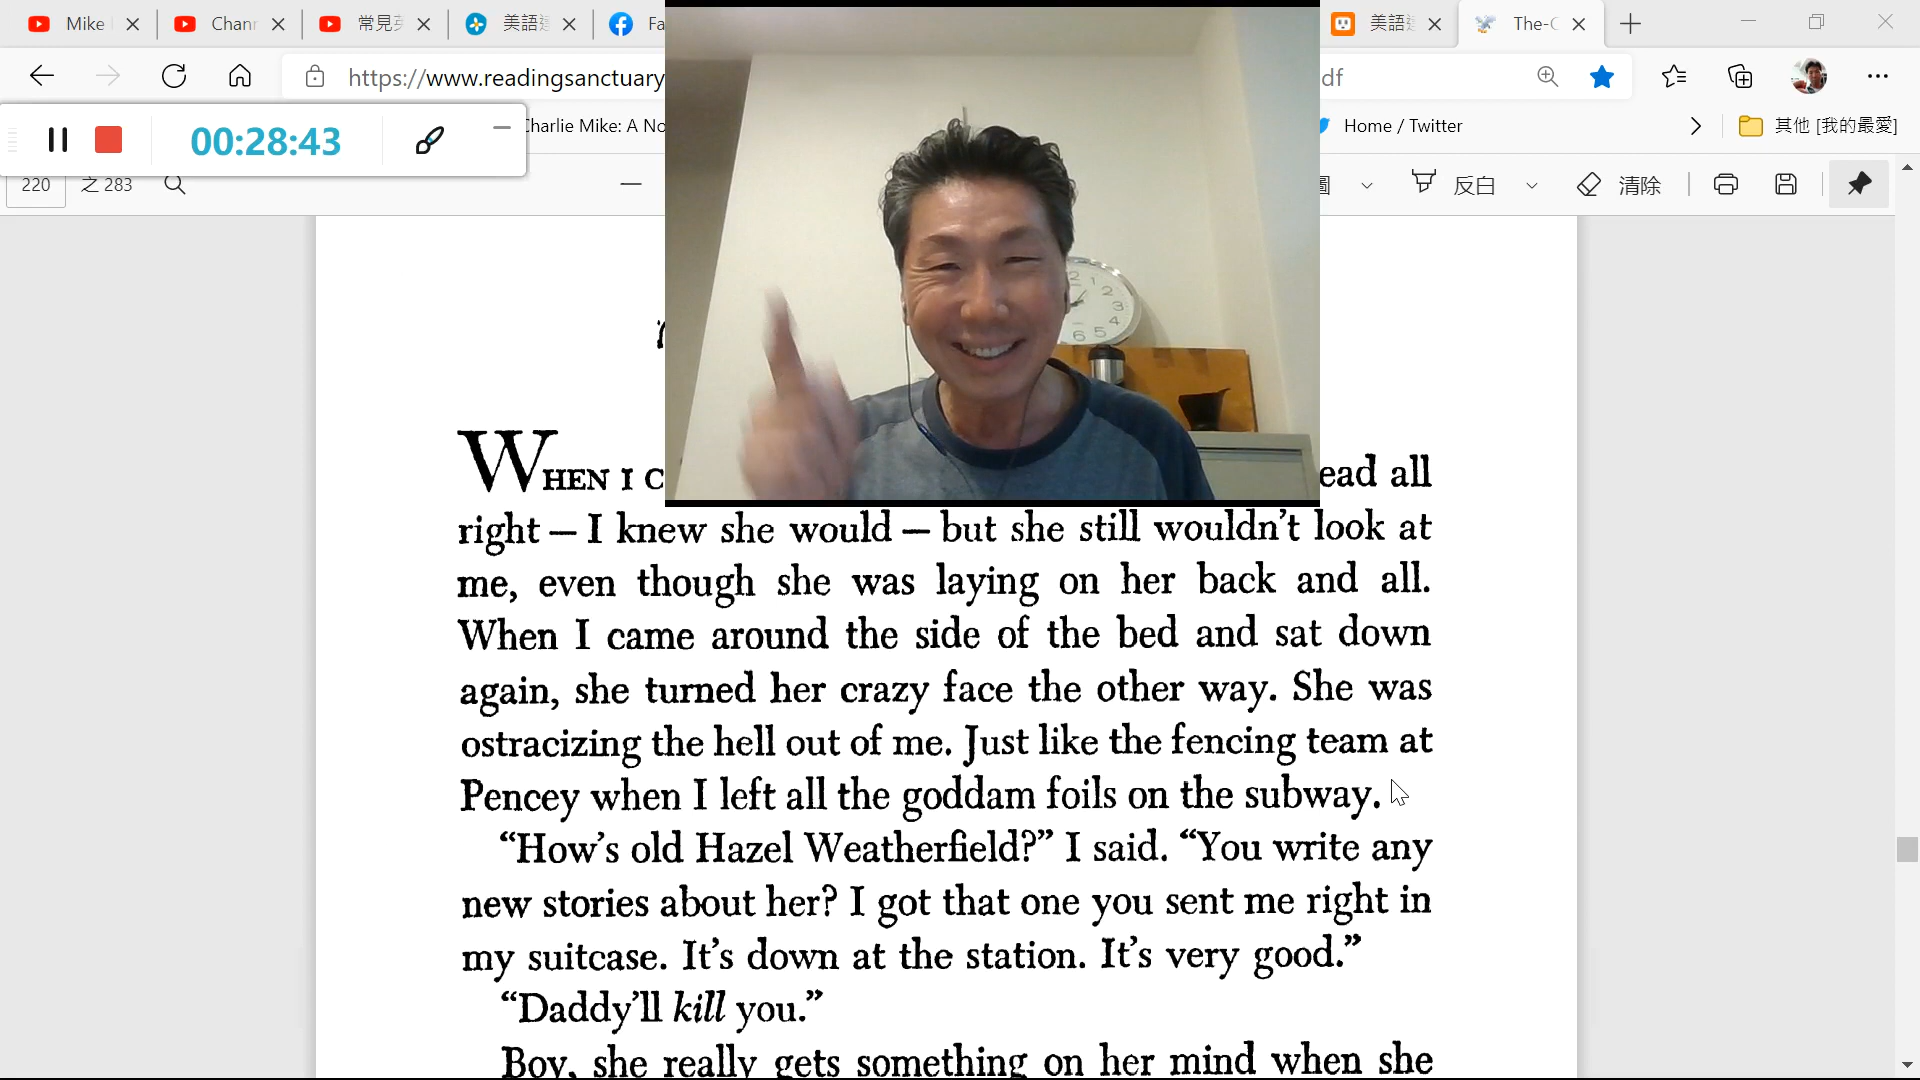 Mike
Chan
常見
美語
Fa
美語
The-C
https://www.readingsanctuary
df
00:28:43
Charlie Mike: A No
Home / Twitter
其他 [我的最愛]
220 之 283
反白
清除
WHEN I C
ead all
right — I knew she would — but she still wouldn't look at
me, even though she was laying on her back and all.
When I came around the side of the bed and sat down
again, she turned her crazy face the other way. She was
ostracizing the hell out of me. Just like the fencing team at
Pencey when I left all the goddam foils on the subway.
“How's old Hazel Weatherfield?” I said. “You write any
new stories about her? I got that one you sent me right in
my suitcase. It's down at the station. It's very good.”
“Daddy'll kill you.”
Boy, she really gets something on her mind when she